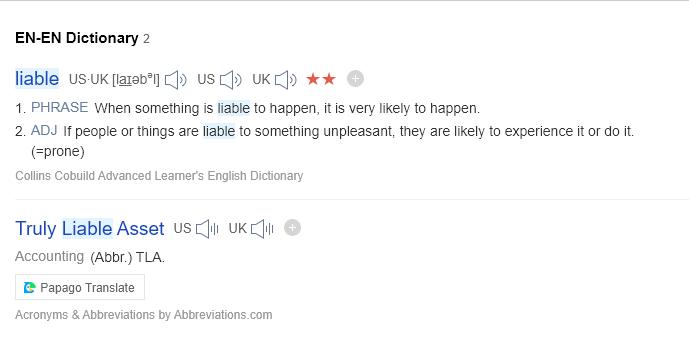 EN-EN Dictionary 2
liable US·UK [laɪəbᵊl] US UK ★★
1. PHRASE When something is liable to happen, it is very likely to happen.
2. ADJ If people or things are liable to something unpleasant, they are likely to experience it or do it.
(=prone)
Collins Cobuild Advanced Learner's English Dictionary
Truly Liable Asset US UK
Accounting (Abbr.) TLA.
Papago Translate
Acronyms & Abbreviations by Abbreviations.com